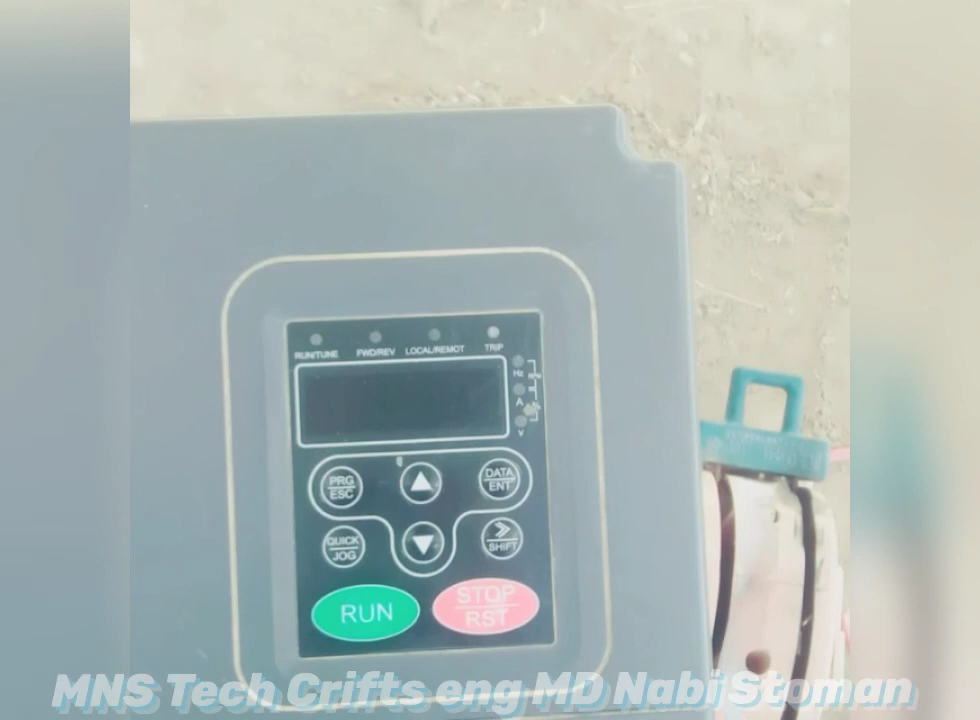 RUN/TUNE FWD/REV LOCAL/REMOT TRIP
Hz
A
V
PRG
ESC
DATA
ENT
QUICK
JOG
SHIFT
RUN
STOP
RST
MNS Tech Crifts eng MD Nabi Stoman